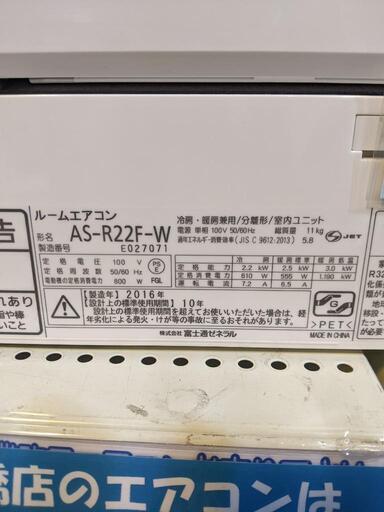 告
ルームエアコン
形名 AS-R22F-W
製造番号 E027071
冷房・暖房兼用/分離形/室内ユニット
電源 単相 100V 50/60Hz 総質量 11kg
通年エネルギー消費効率(JIS C 9612:2013) 5.8
JET
定格電圧 100 V
定格周波数 50/60 Hz
電動機の定格消費電力 800 W
PS
E
FGL
冷房 暖房 暖房低温
定格能力 2.2 kW 2.5 kW 3.0 kW
定格消費電力 610 W 555 W 1,190 kW
運転電流 7.2 A 6.5 A
【製造年】2016年
【設計上の標準使用期間】10年
設計上の標準使用期間を超えてお使いいただいた場合は、経
年劣化による発火・けが等の事故に至るおそれがあります。
株式会社 富士通ゼネラル
>PET<
MADE IN CHINA
れあり
指や棒
いこと
R32
移設・
が必要
店のエアコンは